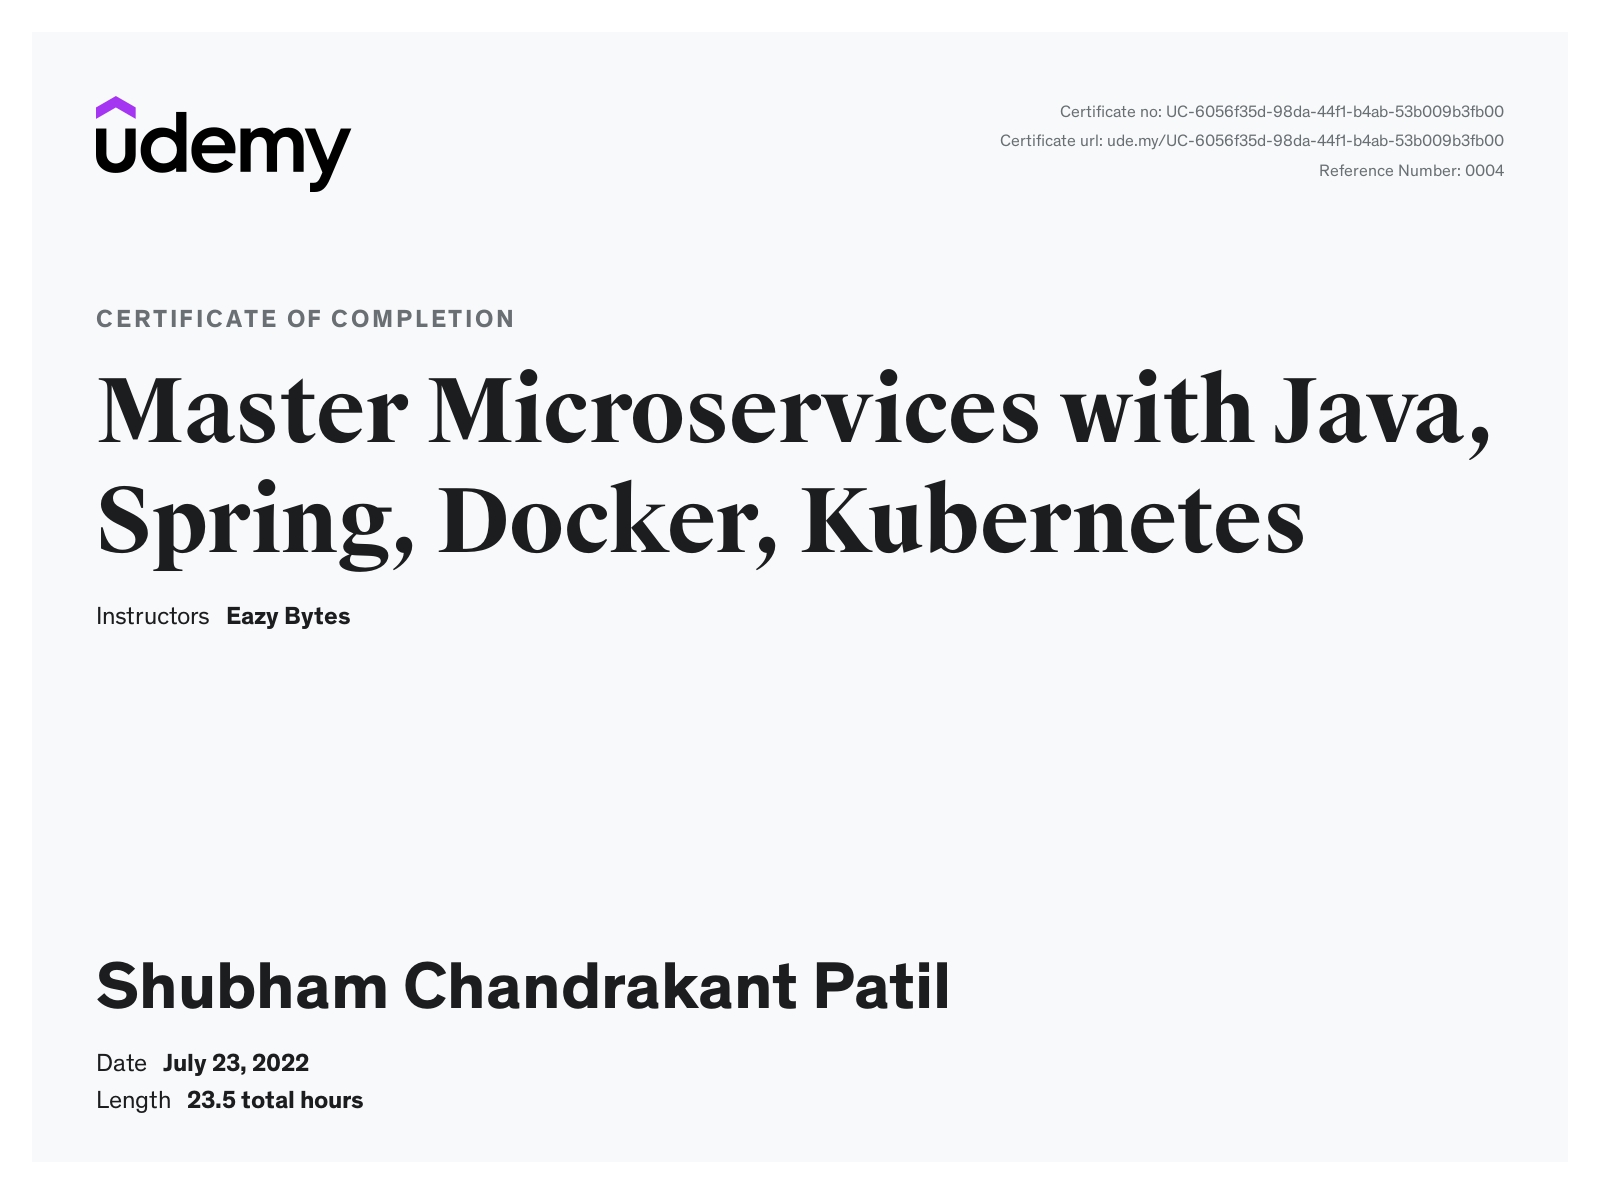 udemy
Certificate no: UC-6056f35d-98da-44f1-b4ab-53b009b3fb00
Certificate url: ude.my/UC-6056f35d-98da-44f1-b4ab-53b009b3fb00
Reference Number: 0004
CERTIFICATE OF COMPLETION
Master Microservices with Java,
Spring, Docker, Kubernetes
Instructors Eazy Bytes
Shubham Chandrakant Patil
Date July 23, 2022
Length 23.5 total hours